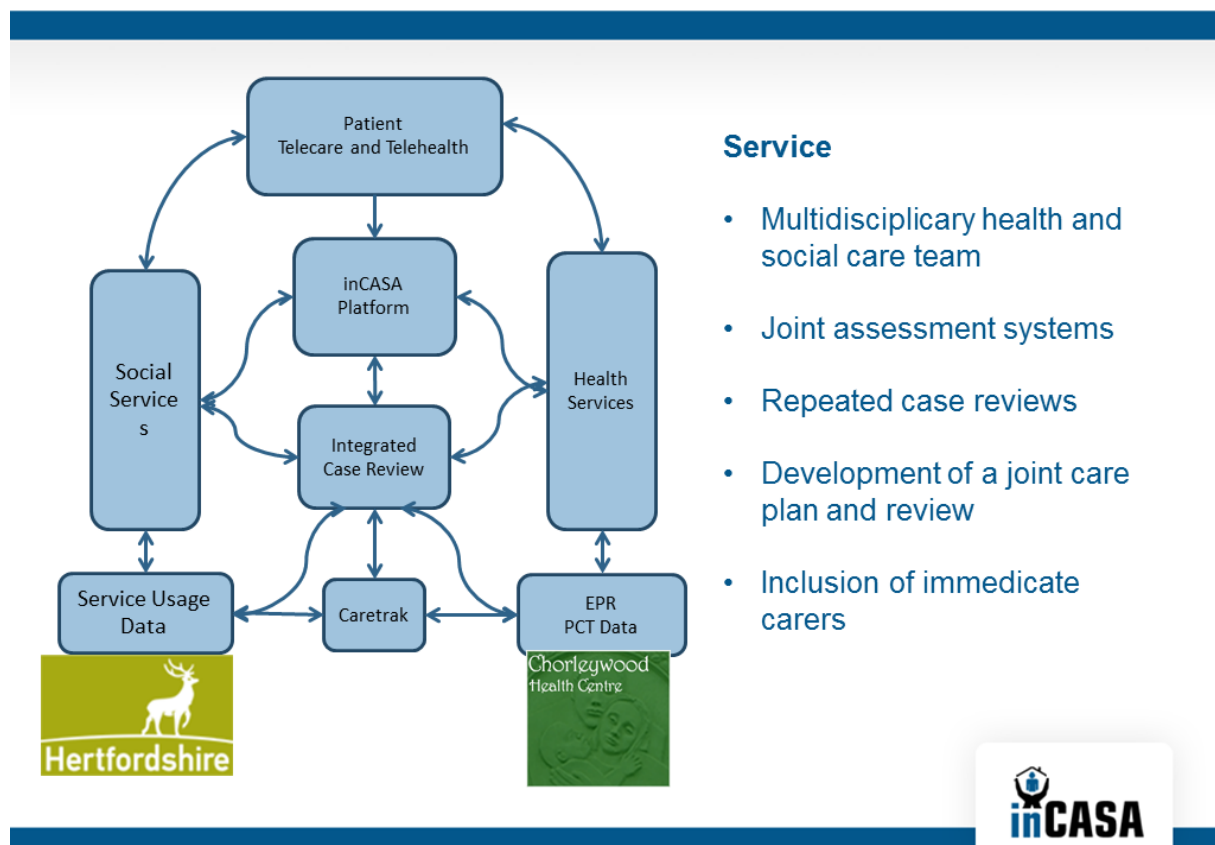 Patient
Telecare and Telehealth
inCASA
Platform
Social
Service
s
Health
Services
Integrated
Case Review
Service Usage
Data
Caretrak
EPR
PCT Data
Hertfordshire
Chorleywood
Health Centre
Service
• Multidisciplicary health and
social care team
• Joint assessment systems
• Repeated case reviews
• Development of a joint care
plan and review
• Inclusion of immedicate
carers
inCASA